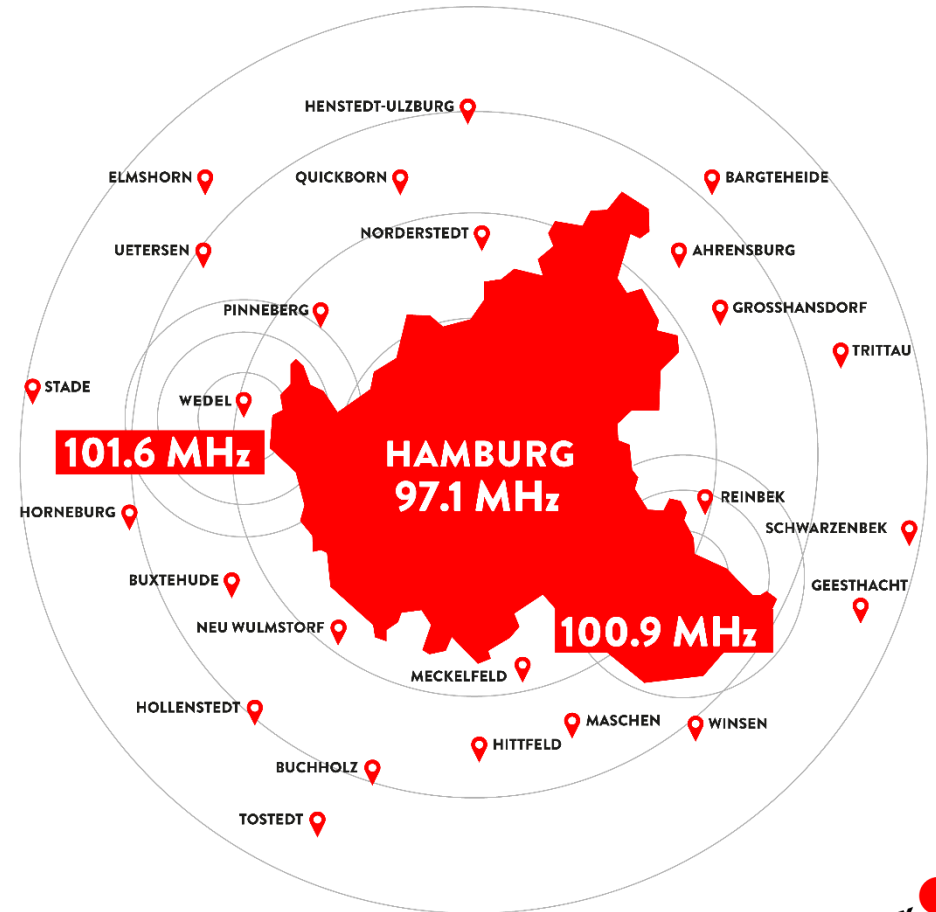 HENSTEDT-ULZBURG
ELMSHORN
QUICKBORN
BARGTEHEIDE
NORDERSTEDT
UETERSEN
AHRENSBURG
PINNEBERG
GROSSHANSDORF
TRITTAU
STADE
WEDEL
101.6 MHz
HAMBURG
97.1 MHz
REINBEK
HORNEBURG
SCHWARZENBEK
BUXTEHUDE
GEESTHACHT
NEU WULMSTORF
100.9 MHz
MECKELFELD
HOLLENSTEDT
MASCHEN
WINSEN
HITTFELD
BUCHHOLZ
TOSTEDT